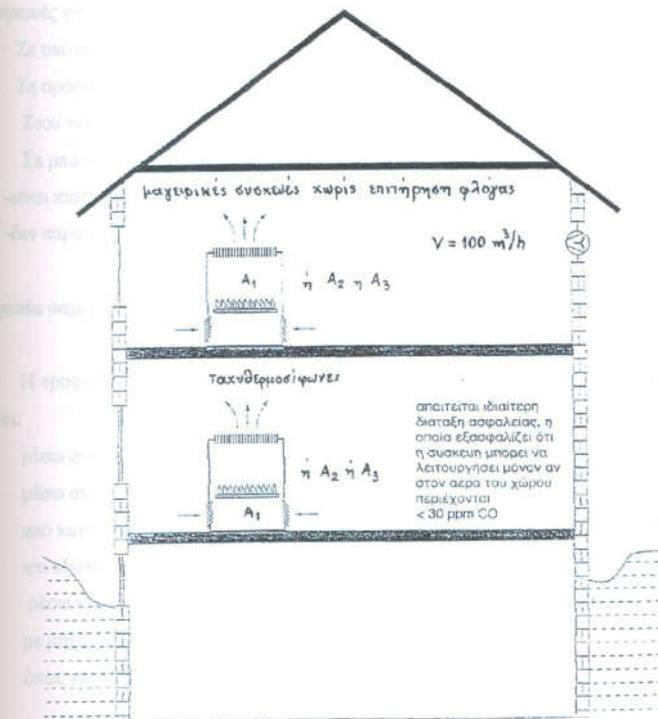 μαγειρικές συσκευές χωρίς επιτήρηση φλόγας
V = 100 m³/h
A₁
ή A₂ η A₃
ταχυθερμοσίφωνες
απαιτείται ιδιαίτερη
διάταξη ασφαλείας, η
οποία εξασφαλίζει ότι
η συσκευή μπορεί να
λειτουργήσει μόνον αν
στον αέρα του χώρου
περιέχονται
< 30 ppm CO
ή A₂ ή A₃
A₁